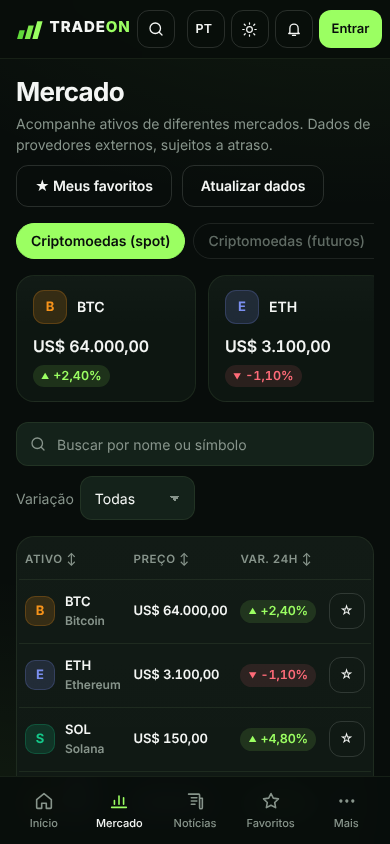 TRADEON
PT
Entrar
Mercado
Acompanhe ativos de diferentes mercados. Dados de
provedores externos, sujeitos a atraso.
★ Meus favoritos
Atualizar dados
Criptomoedas (spot)
Criptomoedas (futuros)
B
BTC
US$ 64.000,00
▲ +2,40%
E
ETH
US$ 3.100,00
▼ -1,10%
Buscar por nome ou símbolo
Variação
Todas
ATIVO
PREÇO
VAR. 24H
B
BTC
Bitcoin
US$ 64.000,00
▲ +2,40%
E
ETH
Ethereum
US$ 3.100,00
▼ -1,10%
S
SOL
Solana
US$ 150,00
▲ +4,80%
Início
Mercado
Notícias
Favoritos
Mais